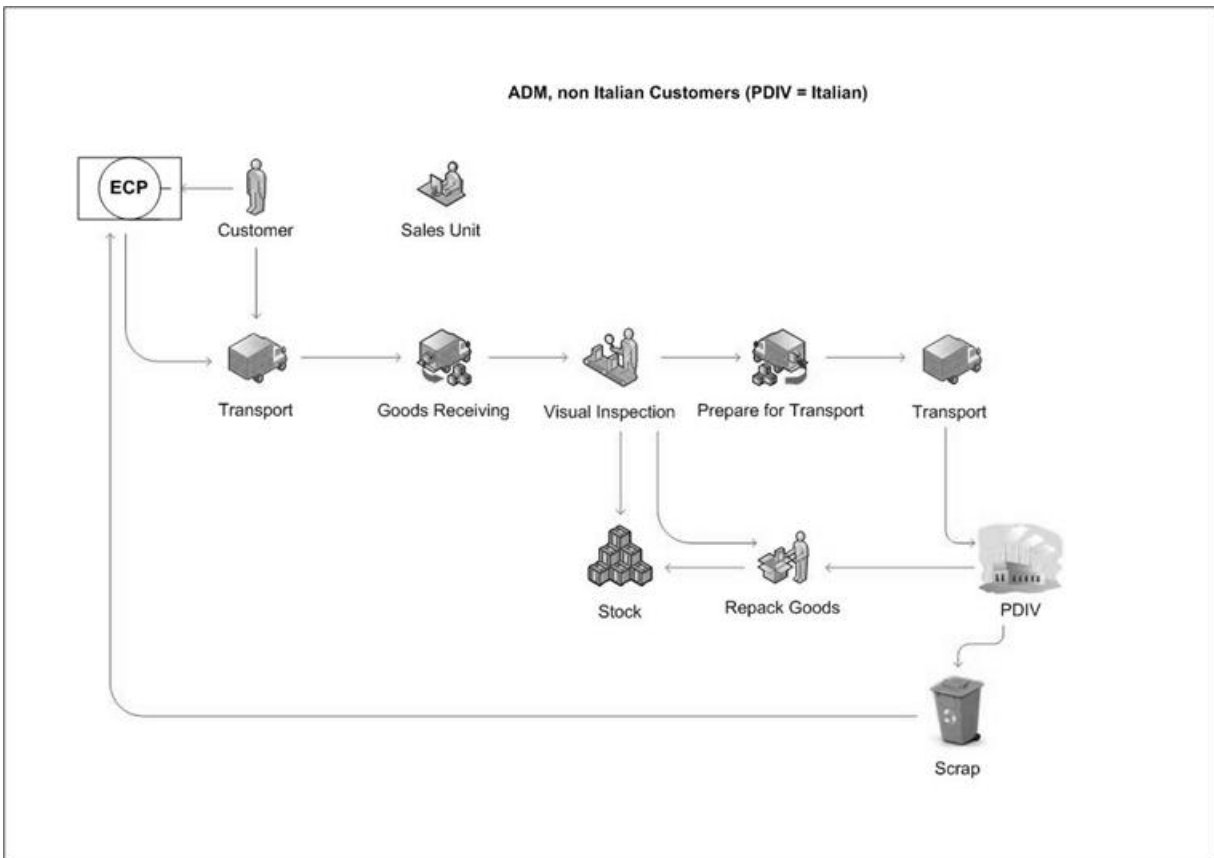 ADM, non Italian Customers (PDIV = Italian)
ECP
Customer
Sales Unit
Transport
Goods Receiving
Visual Inspection
Prepare for Transport
Transport
Stock
Repack Goods
PDIV
Scrap